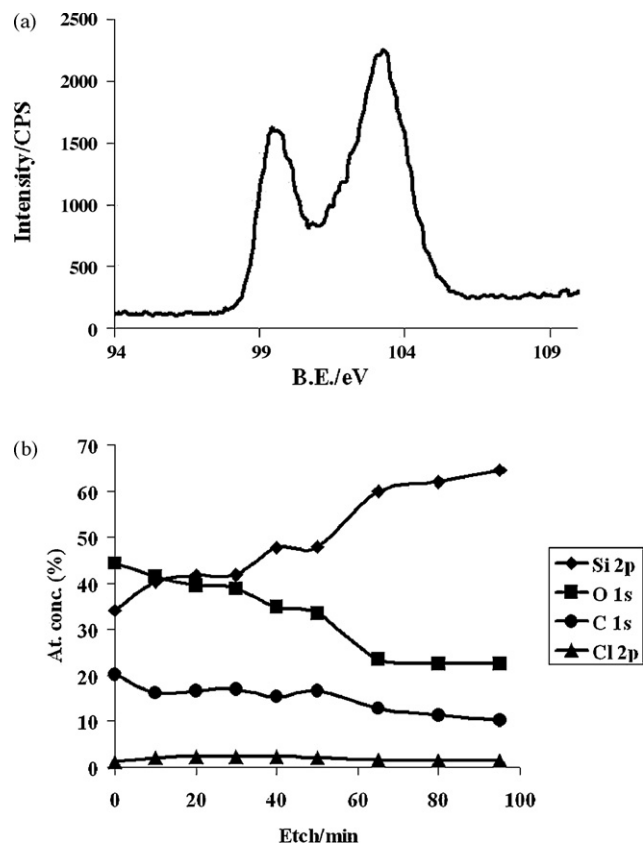 (a)
2500
2000
1500
1000
500
0
Intensity/CPS
94 99 104 109
B.E./eV
(b)
70
60
50
40
30
20
10
0
At. conc. (%)
Si 2p
O 1s
C 1s
Cl 2p
0 20 40 60 80 100
Etch/min